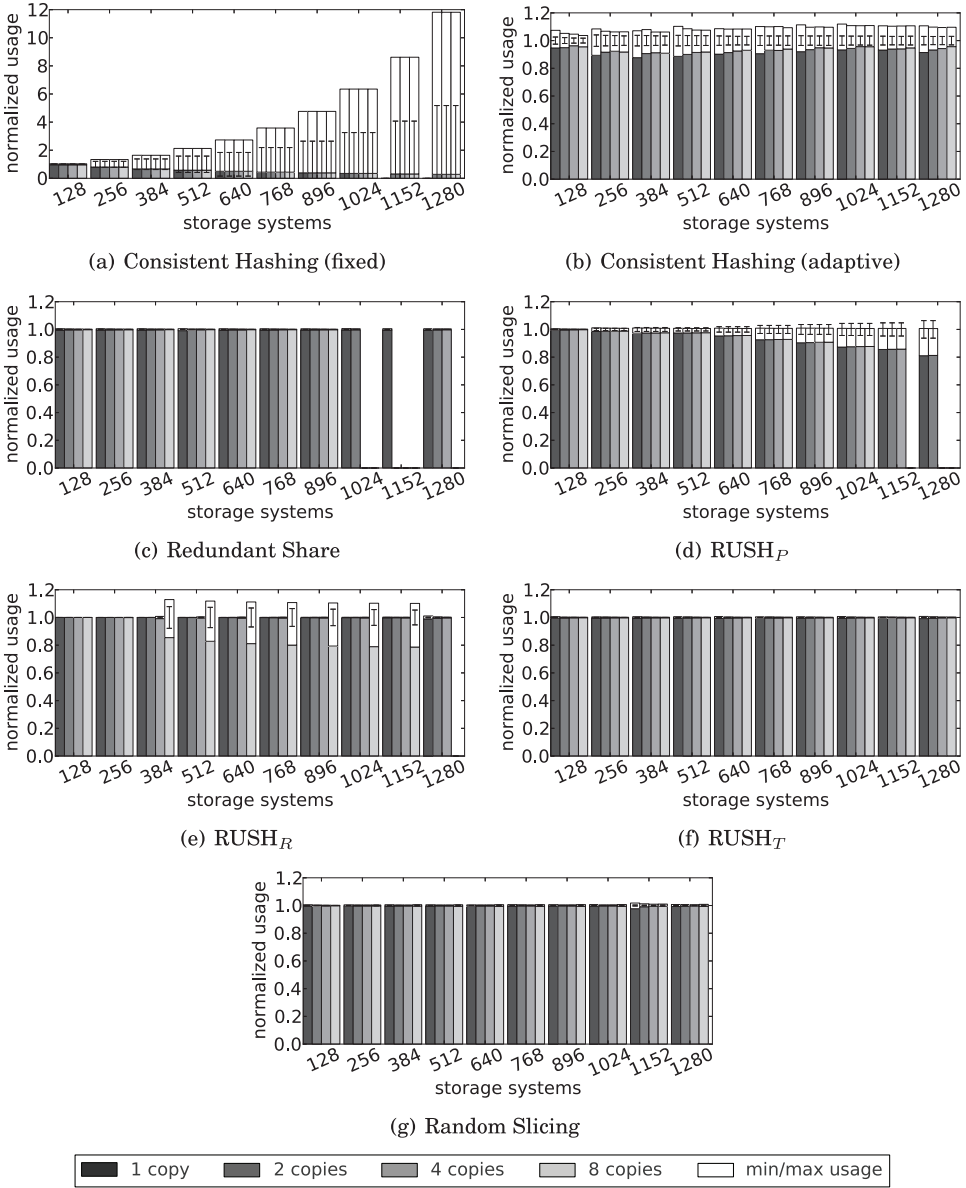 normalized usage
12
10
8
6
4
2
0
128 256 384 512 640 768 896 1024 1152 1280
storage systems
(a) Consistent Hashing (fixed)
normalized usage
1.2
1.0
0.8
0.6
0.4
0.2
0.0
128 256 384 512 640 768 896 1024 1152 1280
storage systems
(b) Consistent Hashing (adaptive)
normalized usage
1.2
1.0
0.8
0.6
0.4
0.2
0.0
128 256 384 512 640 768 896 1024 1152 1280
storage systems
(c) Redundant Share
normalized usage
1.2
1.0
0.8
0.6
0.4
0.2
0.0
128 256 384 512 640 768 896 1024 1152 1280
storage systems
(d) RUSHP
normalized usage
1.2
1.0
0.8
0.6
0.4
0.2
0.0
128 256 384 512 640 768 896 1024 1152 1280
storage systems
(e) RUSHR
normalized usage
1.2
1.0
0.8
0.6
0.4
0.2
0.0
128 256 384 512 640 768 896 1024 1152 1280
storage systems
(f) RUSHT
normalized usage
1.2
1.0
0.8
0.6
0.4
0.2
0.0
128 256 384 512 640 768 896 1024 1152 1280
storage systems
(g) Random Slicing
1 copy 2 copies 4 copies 8 copies min/max usage